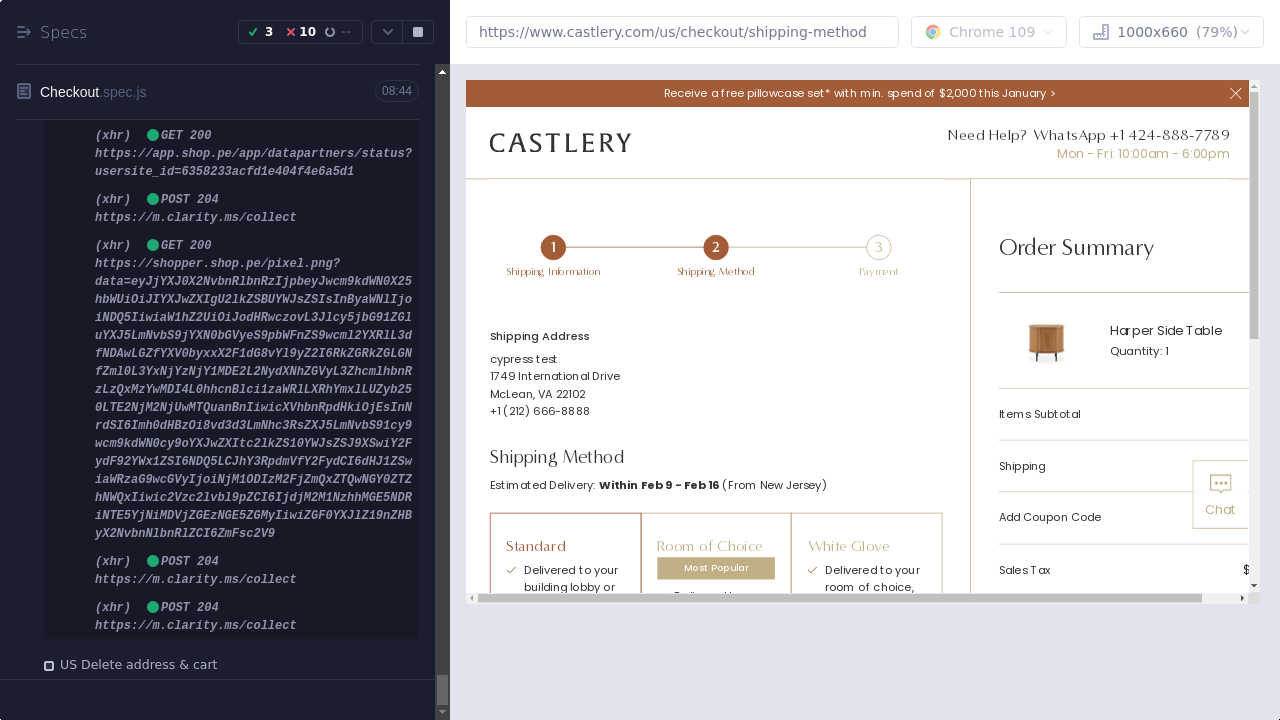 Specs
3
10
--
Checkout.spec.js
08:44
(xhr) GET 200
https://app.shop.pe/app/datapartners/status?
usersite_id=6358233acfd1e404f4e6a5d1
(xhr) POST 204
https://m.clarity.ms/collect
(xhr) GET 200
https://shopper.shop.pe/pixel.png?
(xhr) POST 204
https://m.clarity.ms/collect
(xhr) POST 204
https://m.clarity.ms/collect
US Delete address & cart
https://www.castlery.com/us/checkout/shipping-method
Chrome 109
1000x660 (79%)
Receive a free pillowcase set* with min. spend of $2,000 this January >
CASTLERY
Need Help? WhatsApp +1 424-888-7789
Mon - Fri: 10:00am - 6:00pm
1
2
3
Shipping Information
Shipping Method
Payment
Shipping Address
cypress test
1749 International Drive
McLean, VA 22102
+1 (212) 666-8888
Shipping Method
Estimated Delivery: Within Feb 9 - Feb 16 (From New Jersey)
Standard
Delivered to your
building lobby or
Room of Choice
Most Popular
White Glove
Delivered to your
room of choice,
Order Summary
Harper Side Table
Quantity: 1
Items Subtotal
Shipping
Add Coupon Code
Sales Tax
$
Chat